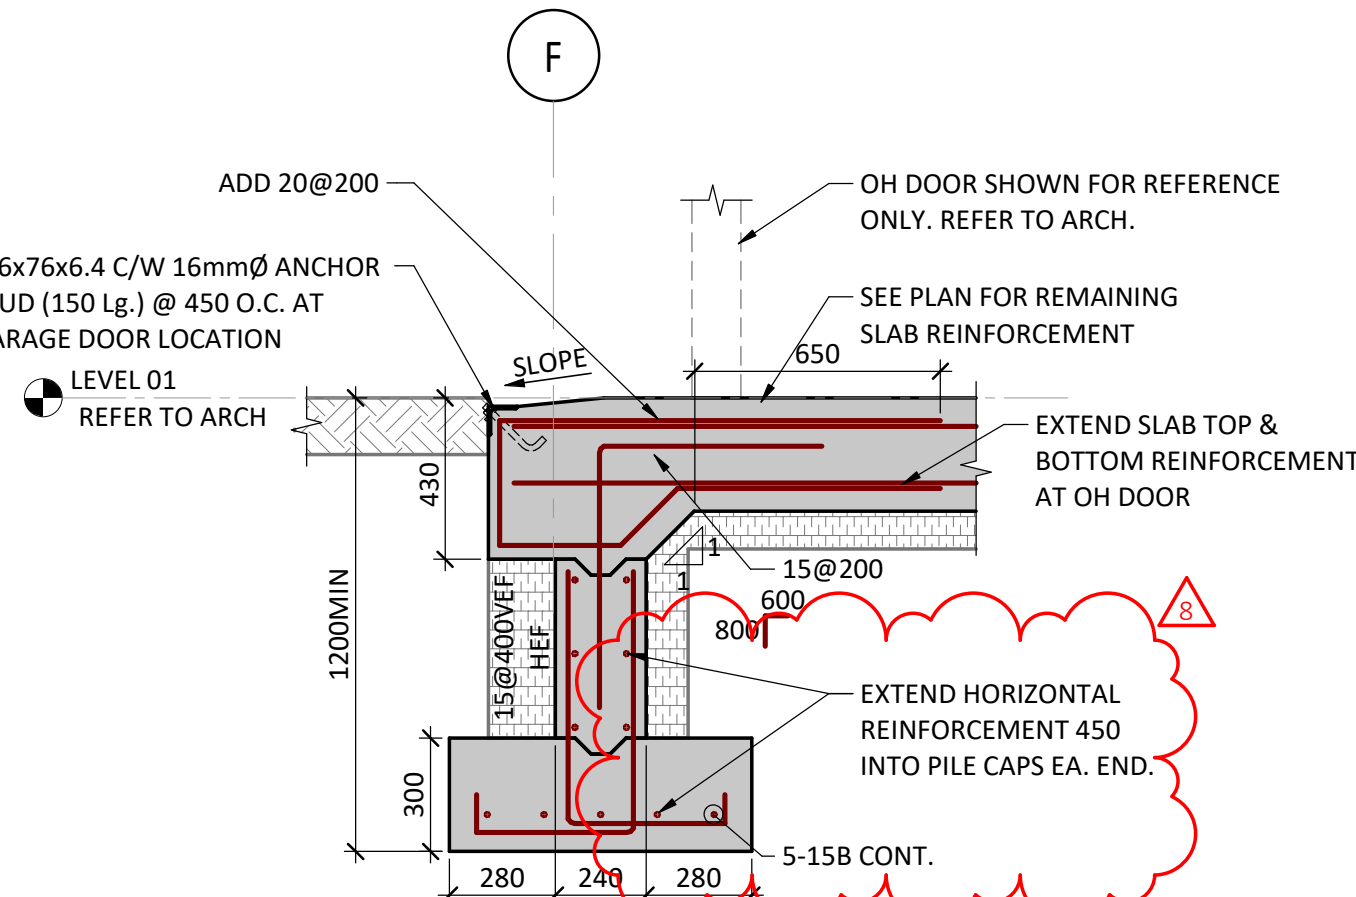 F
ADD 20@200
OH DOOR SHOWN FOR REFERENCE
ONLY. REFER TO ARCH.
6x76x6.4 C/W 16mmØ ANCHOR
UD (150 Lg.) @ 450 O.C. AT
ARAGE DOOR LOCATION
SEE PLAN FOR REMAINING
SLAB REINFORCEMENT
SLOPE
650
LEVEL 01
REFER TO ARCH
EXTEND SLAB TOP &
BOTTOM REINFORCEMENT
AT OH DOOR
430
1
1
15@200
600
800
8
1200MIN
15@400VEF
HEF
EXTEND HORIZONTAL
REINFORCEMENT 450
INTO PILE CAPS EA. END.
300
5-15B CONT.
280
240
280